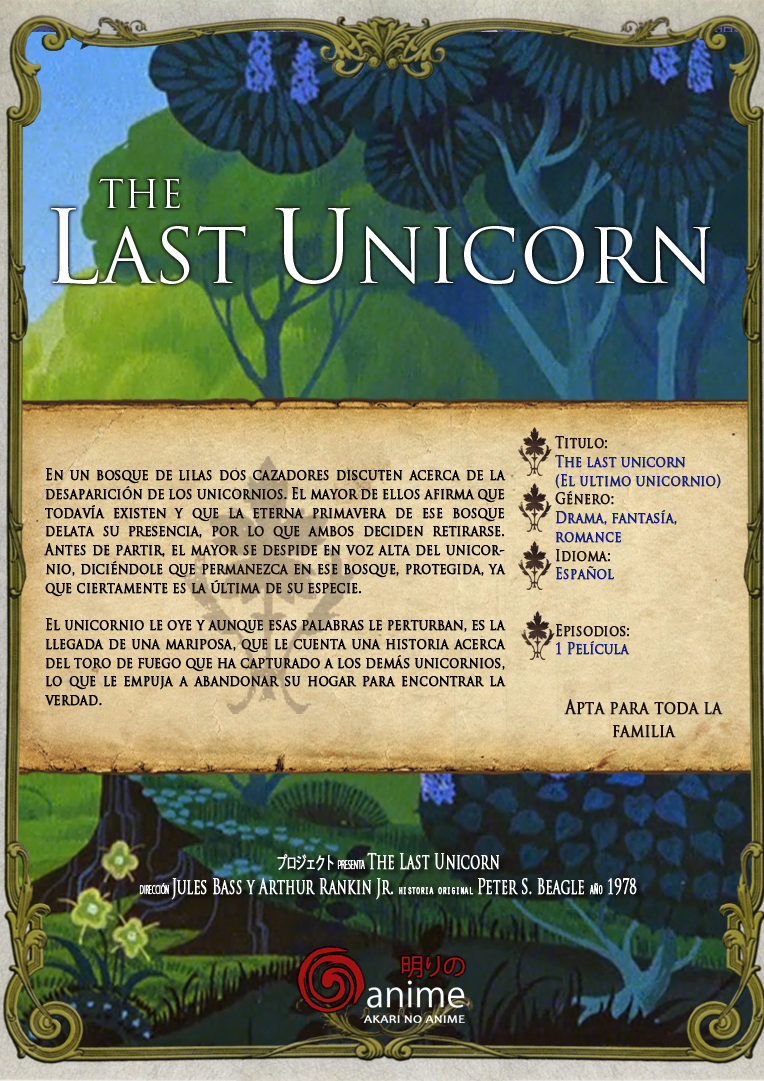 THE
LAST UNICORN
EN UN BOSQUE DE LILAS DOS CAZADORES DISCUTEN ACERCA DE LA
DESAPARICIÓN DE LOS UNICORNIOS. EL MAYOR DE ELLOS AFIRMA QUE
TODAVÍA EXISTEN Y QUE LA ETERNA PRIMAVERA DE ESE BOSQUE
DELATA SU PRESENCIA, POR LO QUE AMBOS DECIDEN RETIRARSE.
ANTES DE PARTIR, EL MAYOR SE DESPIDE EN VOZ ALTA DEL UNICOR-
NIO, DICIÉNDOLE QUE PERMANEZCA EN ESE BOSQUE, PROTEGIDA, YA
QUE CIERTAMENTE ES LA ÚLTIMA DE SU ESPECIE.
EL UNICORNIO LE OYE Y AUNQUE ESAS PALABRAS LE PERTURBAN, ES LA
LLEGADA DE UNA MARIPOSA, QUE LE CUENTA UNA HISTORIA ACERCA
DEL TORO DE FUEGO QUE HA CAPTURADO A LOS DEMÁS UNICORNIOS,
LO QUE LE EMPUJA A ABANDONAR SU HOGAR PARA ENCONTRAR LA
VERDAD.
TITULO:
THE LAST UNICORN
(EL ULTIMO UNICORNIO)
GÉNERO:
DRAMA, FANTASÍA,
ROMANCE
IDIOMA:
ESPAÑOL
EPISODIOS:
1 PELÍCULA
APTA PARA TODA LA
FAMILIA
プロジェクト PRESENTA THE LAST UNICORN
DIRECCIÓN JULES BASS Y ARTHUR RANKIN JR. HISTORIA ORIGINAL PETER S. BEAGLE AÑO 1978
明りの
anime
AKARI NO ANIME